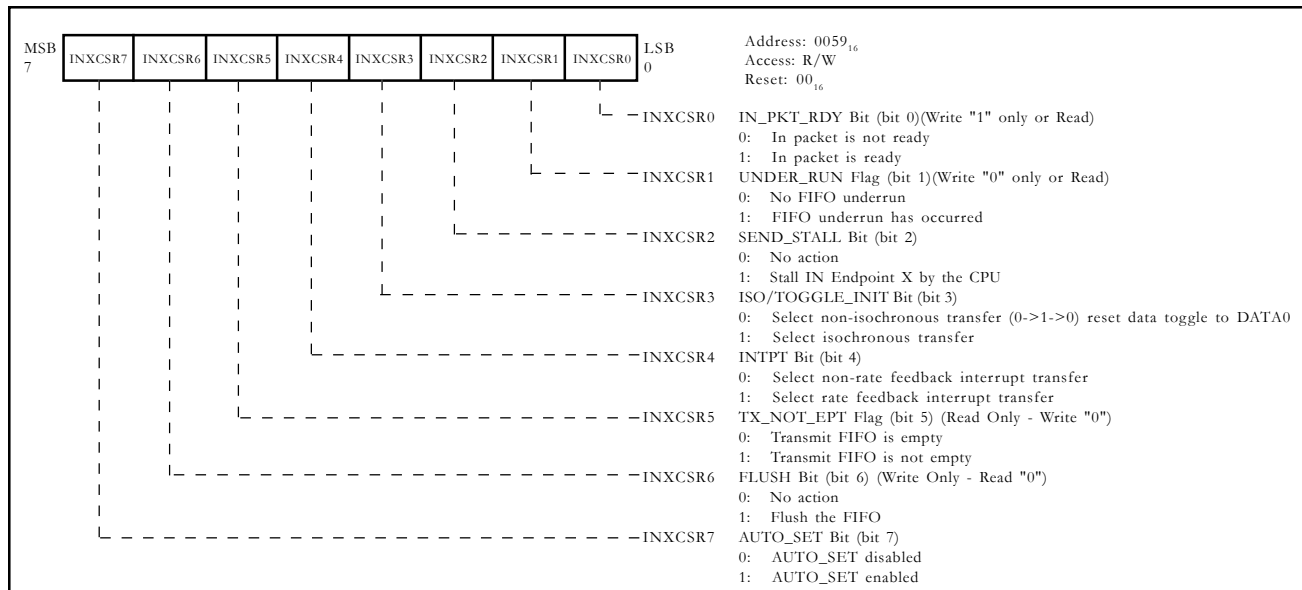 MSB
7
INXCSR7 INXCSR6 INXCSR5 INXCSR4 INXCSR3 INXCSR2 INXCSR1 INXCSR0
LSB
0
Address: 0059₁₆
Access: R/W
Reset: 00₁₆
INXCSR0 IN_PKT_RDY Bit (bit 0)(Write "1" only or Read)
0: In packet is not ready
1: In packet is ready
INXCSR1 UNDER_RUN Flag (bit 1)(Write "0" only or Read)
0: No FIFO underrun
1: FIFO underrun has occurred
INXCSR2 SEND_STALL Bit (bit 2)
0: No action
1: Stall IN Endpoint X by the CPU
INXCSR3 ISO/TOGGLE_INIT Bit (bit 3)
0: Select non-isochronous transfer (0->1->0) reset data toggle to DATA0
1: Select isochronous transfer
INXCSR4 INTPT Bit (bit 4)
0: Select non-rate feedback interrupt transfer
1: Select rate feedback interrupt transfer
INXCSR5 TX_NOT_EPT Flag (bit 5) (Read Only - Write "0")
0: Transmit FIFO is empty
1: Transmit FIFO is not empty
INXCSR6 FLUSH Bit (bit 6) (Write Only - Read "0")
0: No action
1: Flush the FIFO
INXCSR7 AUTO_SET Bit (bit 7)
0: AUTO_SET disabled
1: AUTO_SET enabled